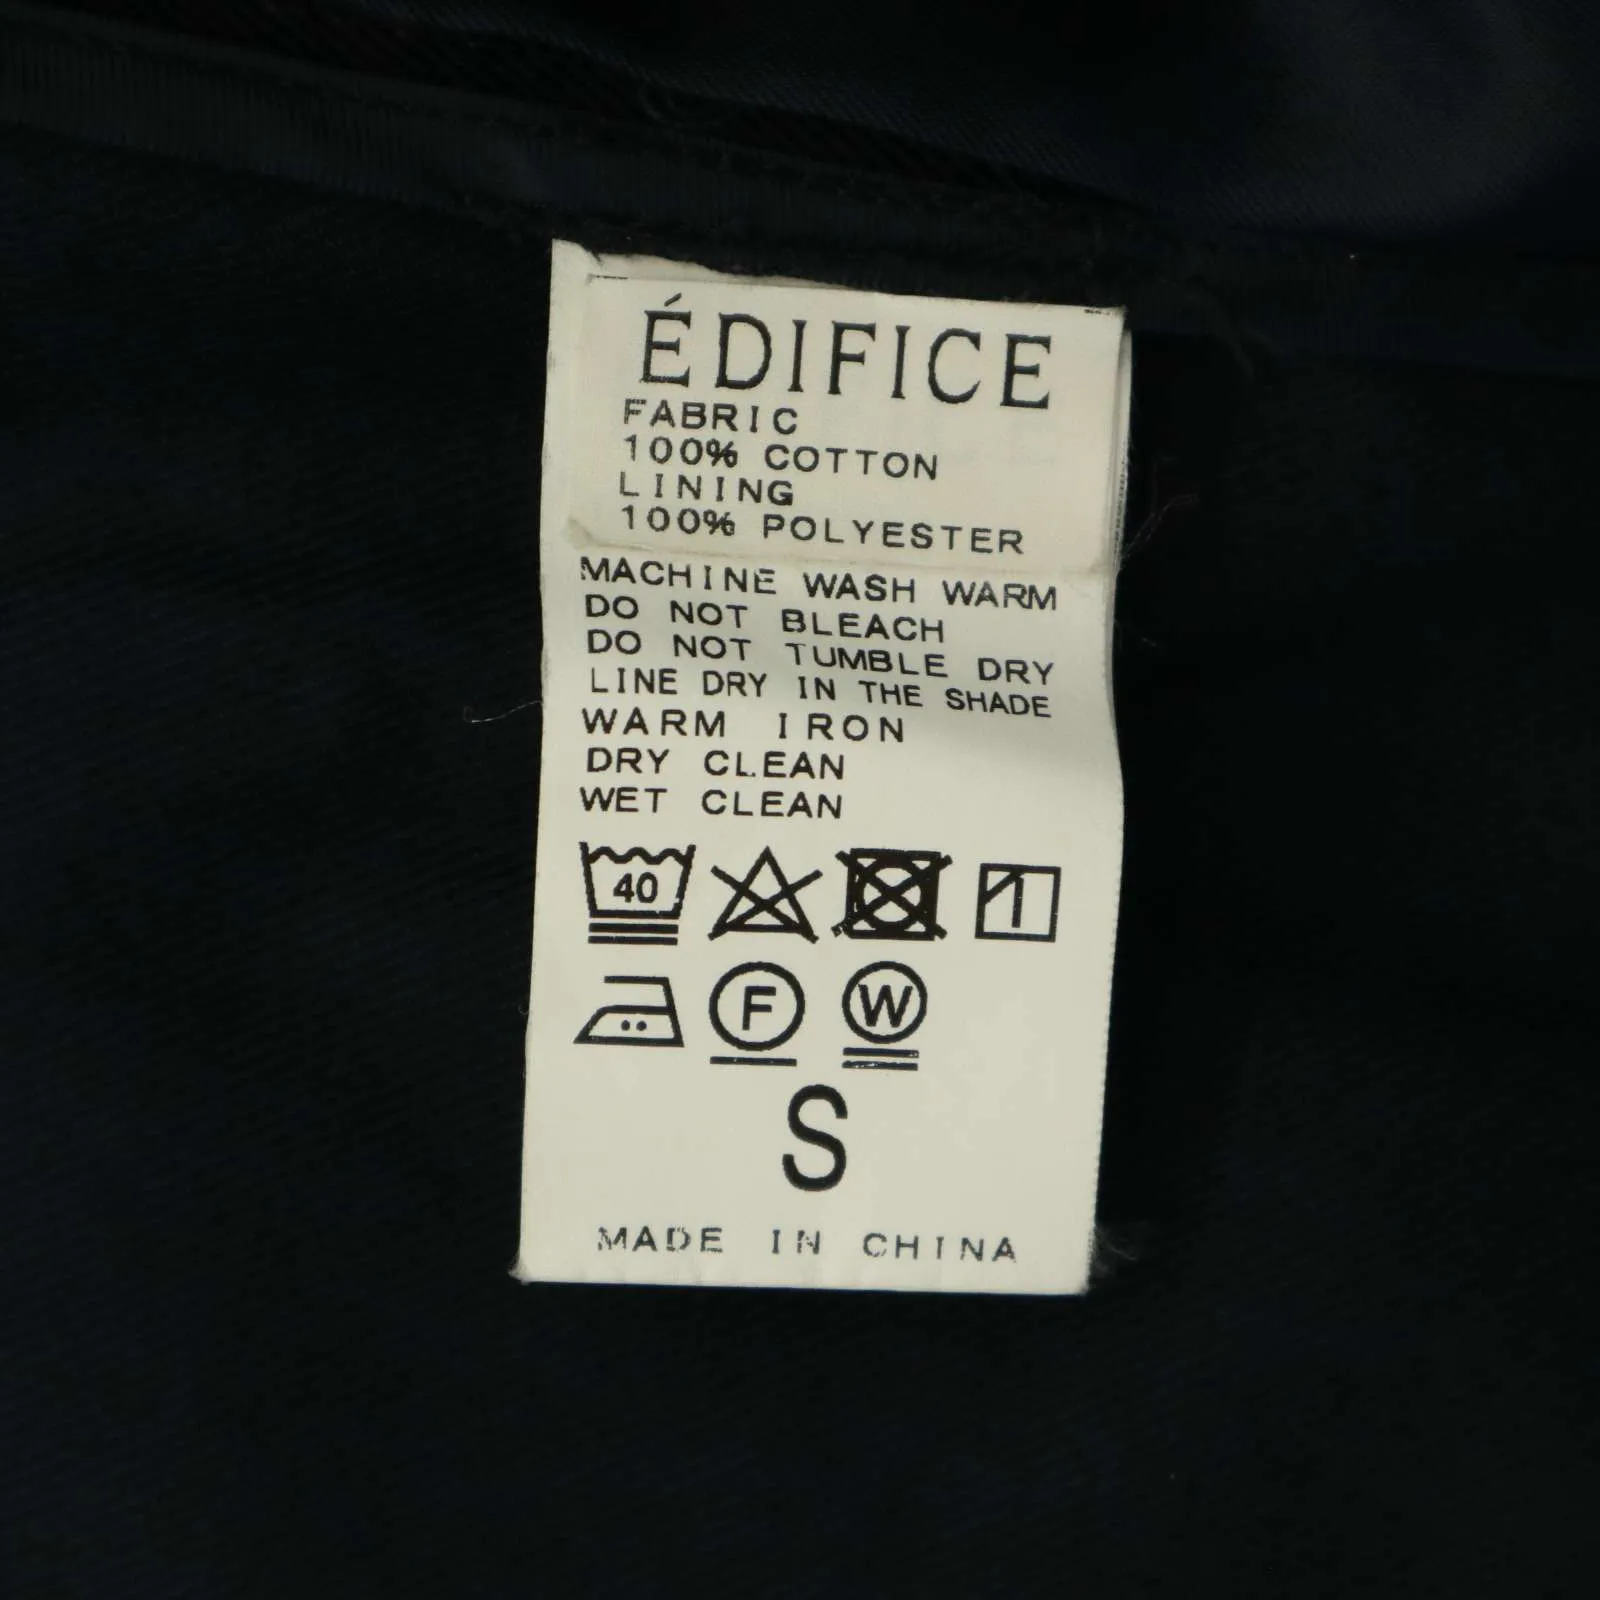 ÉDIFICE
FABRIC
100% COTTON
LINING
100% POLYESTER
MACHINE WASH WARM
DO NOT BLEACH
DO NOT TUMBLE DRY
LINE DRY IN THE SHADE
WARM IRON
DRY CLEAN
WET CLEAN
40
F W
S
MADE IN CHINA